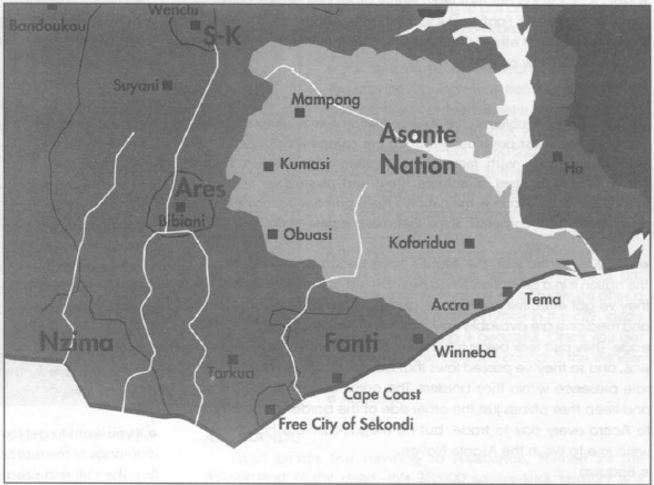 Wenchi
Bandoukou
S-K
Suyani
Mampong
Asante
Nation
Kumasi
Ho
Ares
Bibiani
Obuasi
Koforidua
Accra
Tema
Nzima
Fanti
Winneba
Tarkua
Cape Coast
Free City of Sekondi